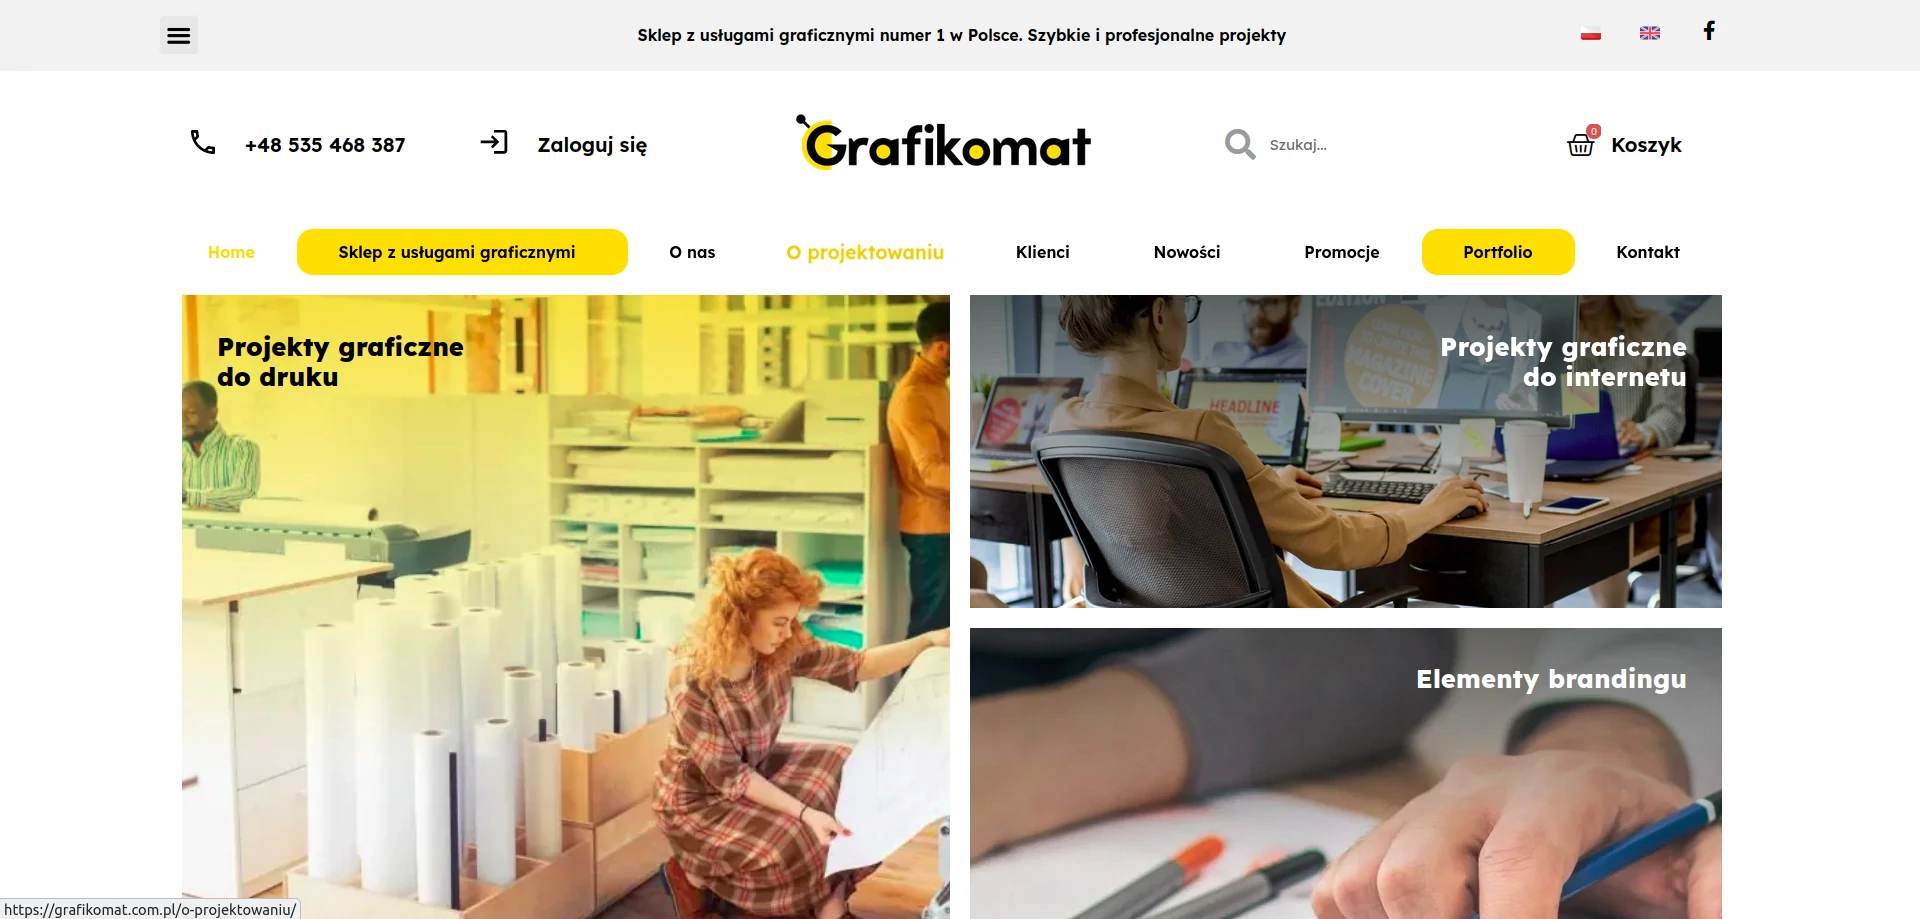 Sklep z usługami graficznymi numer 1 w Polsce. Szybkie i profesjonalne projekty
+48 535 468 387
Zaloguj się
Grafikomat
Szukaj...
0
Koszyk
Home
Sklep z usługami graficznymi
O nas
O projektowaniu
Klienci
Nowości
Promocje
Portfolio
Kontakt
Projekty graficzne
do druku
EDITION
MAGAZINE
COVER
HEADLINE
Projekty graficzne
do internetu
Elementy brandingu
https://grafikomat.com.pl/o-projektowaniu/